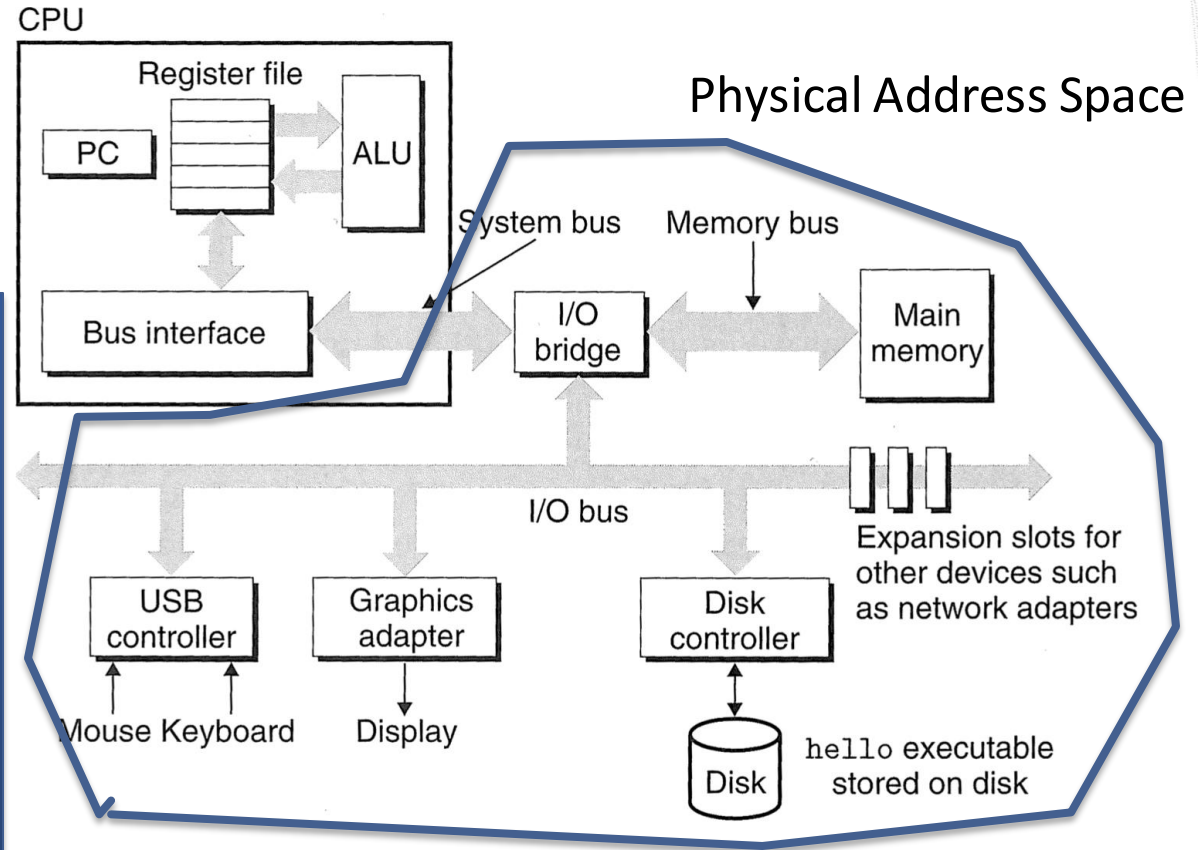 CPU
Physical Address Space
Register file
PC
ALU
System bus
Memory bus
Bus interface
I/O
bridge
Main
memory
I/O bus
Expansion slots for
other devices such
as network adapters
USB
controller
Graphics
adapter
Disk
controller
Mouse Keyboard
Display
Disk
hello executable
stored on disk